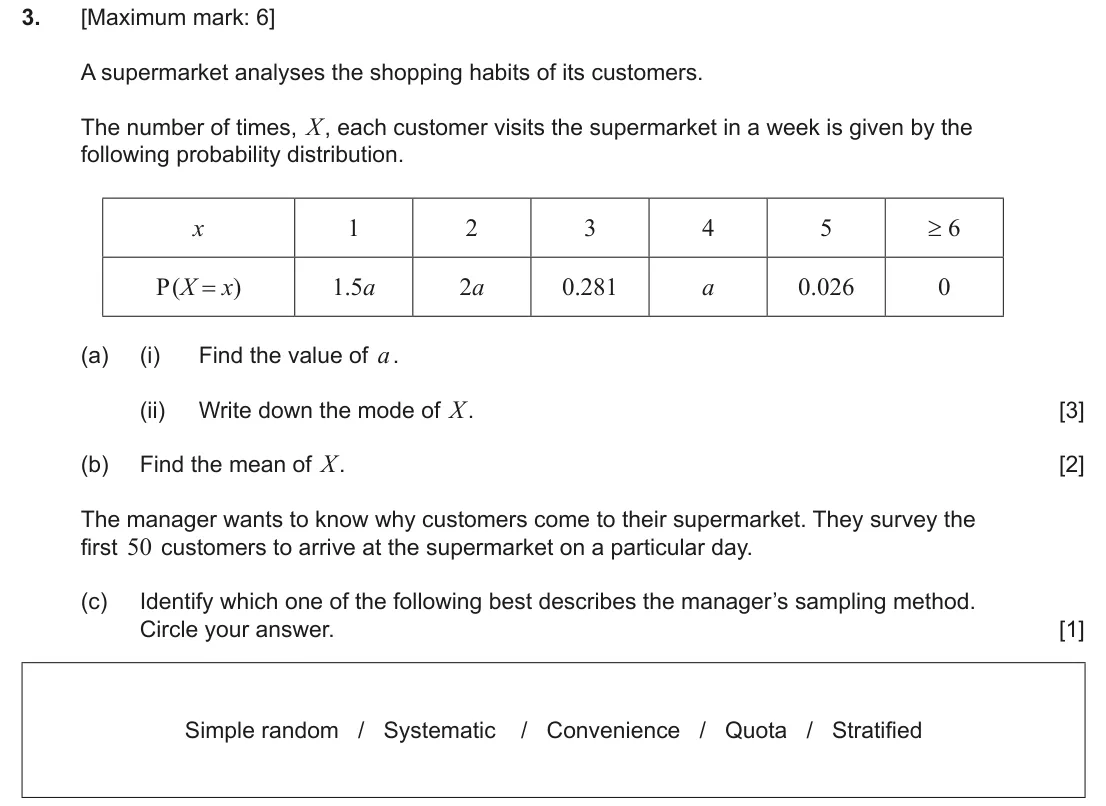 3. [Maximum mark: 6]
A supermarket analyses the shopping habits of its customers.
The number of times, X, each customer visits the supermarket in a week is given by the
following probability distribution.
x 1 2 3 4 5 ≥ 6
P(X = x) 1.5a 2a 0.281 a 0.026 0
(a) (i) Find the value of a.
(ii) Write down the mode of X. [3]
(b) Find the mean of X. [2]
The manager wants to know why customers come to their supermarket. They survey the
first 50 customers to arrive at the supermarket on a particular day.
(c) Identify which one of the following best describes the manager’s sampling method.
Circle your answer. [1]
Simple random / Systematic / Convenience / Quota / Stratified